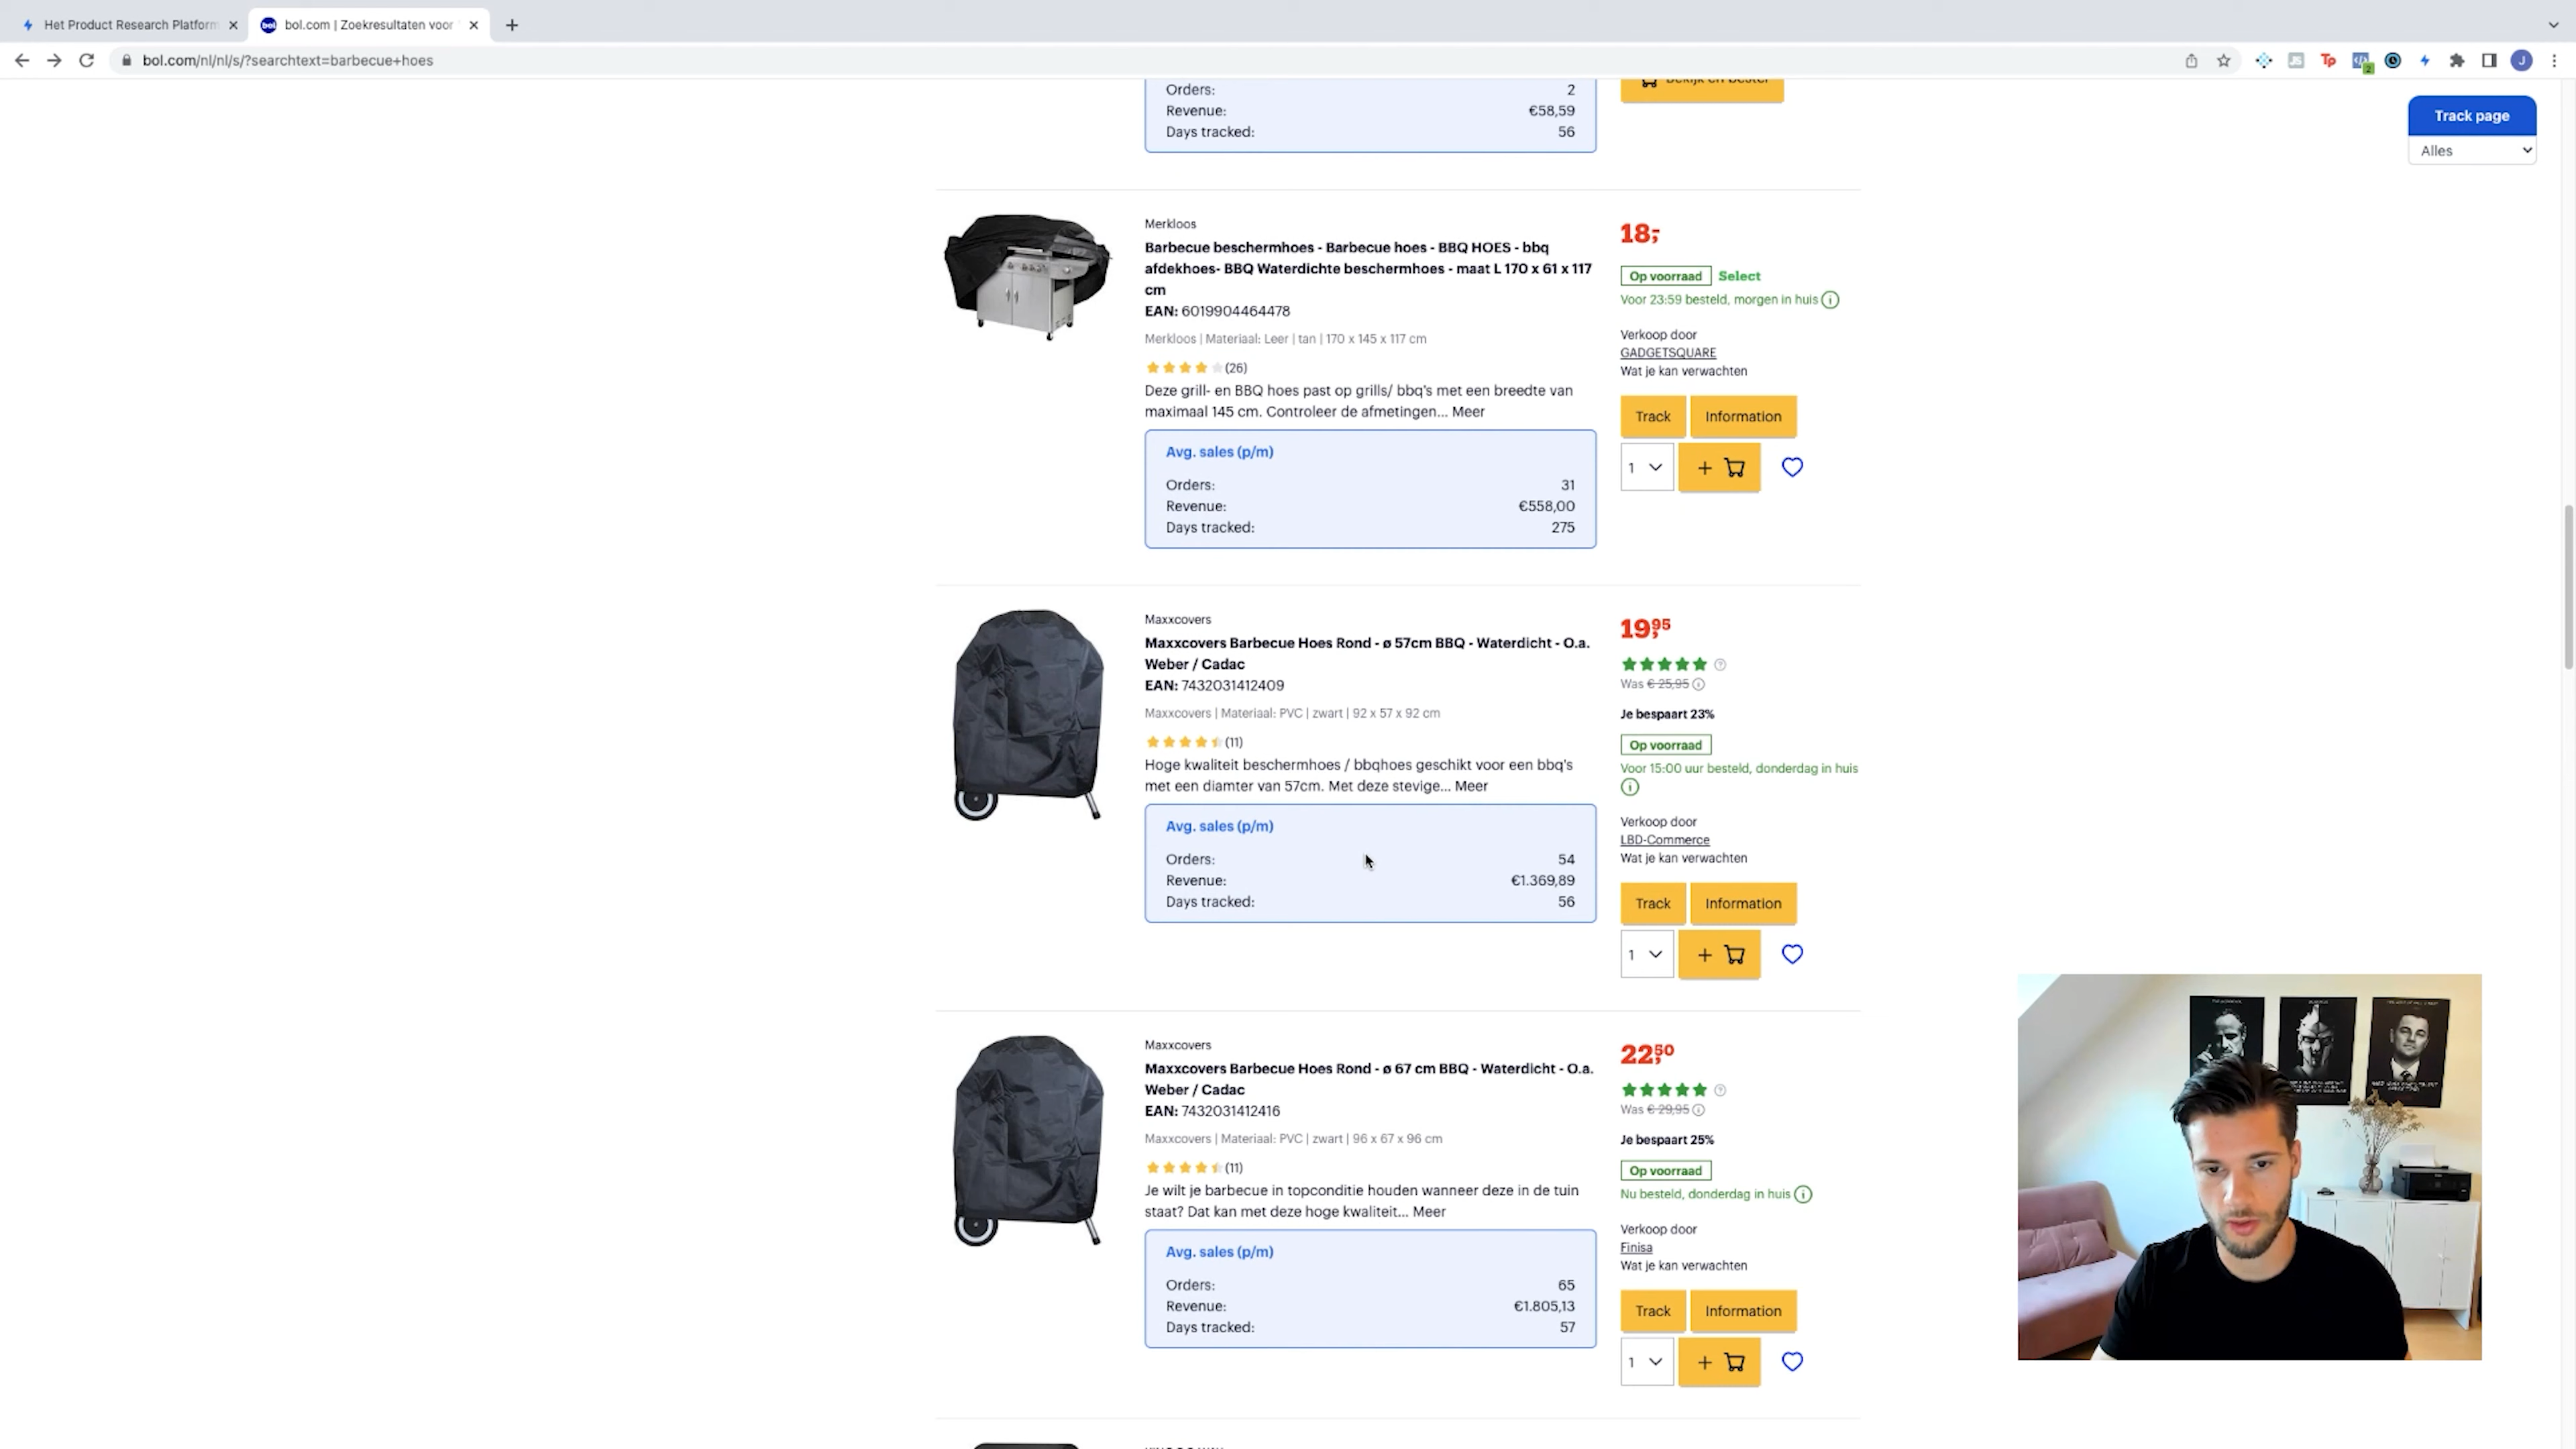 Het Product Research Platform
bol.com | Zoekresultaten voor
bol.com/nl/nl/s/?searchtext=barbecue+hoes
Track page
Alles
Orders: 2
Revenue: €58,59
Days tracked: 56
Bekijk en bestel
Merkloos
Barbecue beschermhoes - Barbecue hoes - BBQ HOES - bbq
afdekhoes- BBQ Waterdichte beschermhoes - maat L 170 x 61 x 117
cm
EAN: 6019904464478
Merkloos | Materiaal: Leer | tan | 170 x 145 x 117 cm
(26)
Deze grill- en BBQ hoes past op grills/ bbq's met een breedte van
maximaal 145 cm. Controleer de afmetingen... Meer
Avg. sales (p/m)
Orders: 31
Revenue: €558,00
Days tracked: 275
18,-
Op voorraad Select
Voor 23:59 besteld, morgen in huis
Verkoop door
GADGETSQUARE
Wat je kan verwachten
Track Information
1
Maxxcovers
Maxxcovers Barbecue Hoes Rond - ø 57cm BBQ - Waterdicht - O.a.
Weber / Cadac
EAN: 7432031412409
Maxxcovers | Materiaal: PVC | zwart | 92 x 57 x 92 cm
(11)
Hoge kwaliteit beschermhoes / bbqhoes geschikt voor een bbq's
met een diamter van 57cm. Met deze stevige... Meer
Avg. sales (p/m)
Orders: 54
Revenue: €1.369,89
Days tracked: 56
19,95
Was € 25,95
Je bespaart 23%
Op voorraad
Voor 15:00 uur besteld, donderdag in huis
Verkoop door
LBD-Commerce
Wat je kan verwachten
Track Information
1
Maxxcovers
Maxxcovers Barbecue Hoes Rond - ø 67 cm BBQ - Waterdicht - O.a.
Weber / Cadac
EAN: 7432031412416
Maxxcovers | Materiaal: PVC | zwart | 96 x 67 x 96 cm
(11)
Je wilt je barbecue in topconditie houden wanneer deze in de tuin
staat? Dat kan met deze hoge kwaliteit... Meer
Avg. sales (p/m)
Orders: 65
Revenue: €1.805,13
Days tracked: 57
22,50
Was € 29,95
Je bespaart 25%
Op voorraad
Nu besteld, donderdag in huis
Verkoop door
Finisa
Wat je kan verwachten
Track Information
1